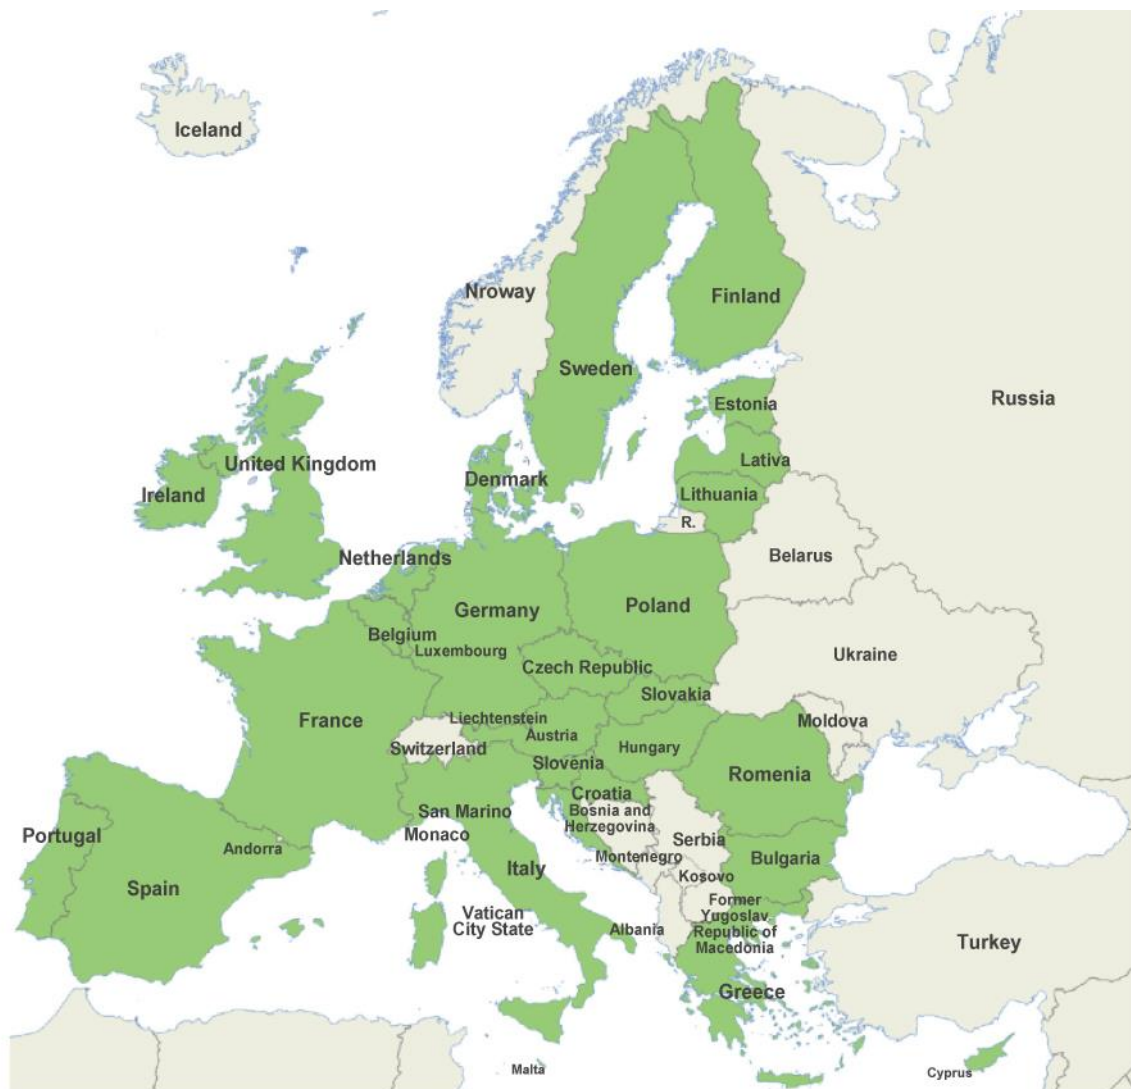 Iceland
Nroway
Finland
Sweden
Russia
Estonia
Lativa
United Kingdom
Denmark
Ireland
Lithuania
R.
Netherlands
Belarus
Germany
Poland
Belgium
Luxembourg
Ukraine
Czech Republic
Slovakia
France
Liechtenstein
Moldova
Austria
Switzerland
Hungary
Slovenia
Romenia
Croatia
San Marino
Bosnia and
Herzegovina
Portugal
Monaco
Serbia
Andorra
Montenegro
Bulgaria
Italy
Kosovo
Spain
Former
Yugoslav
Republic of
Macedonia
Vatican
City State
Albania
Turkey
Greece
Malta
Cyprus